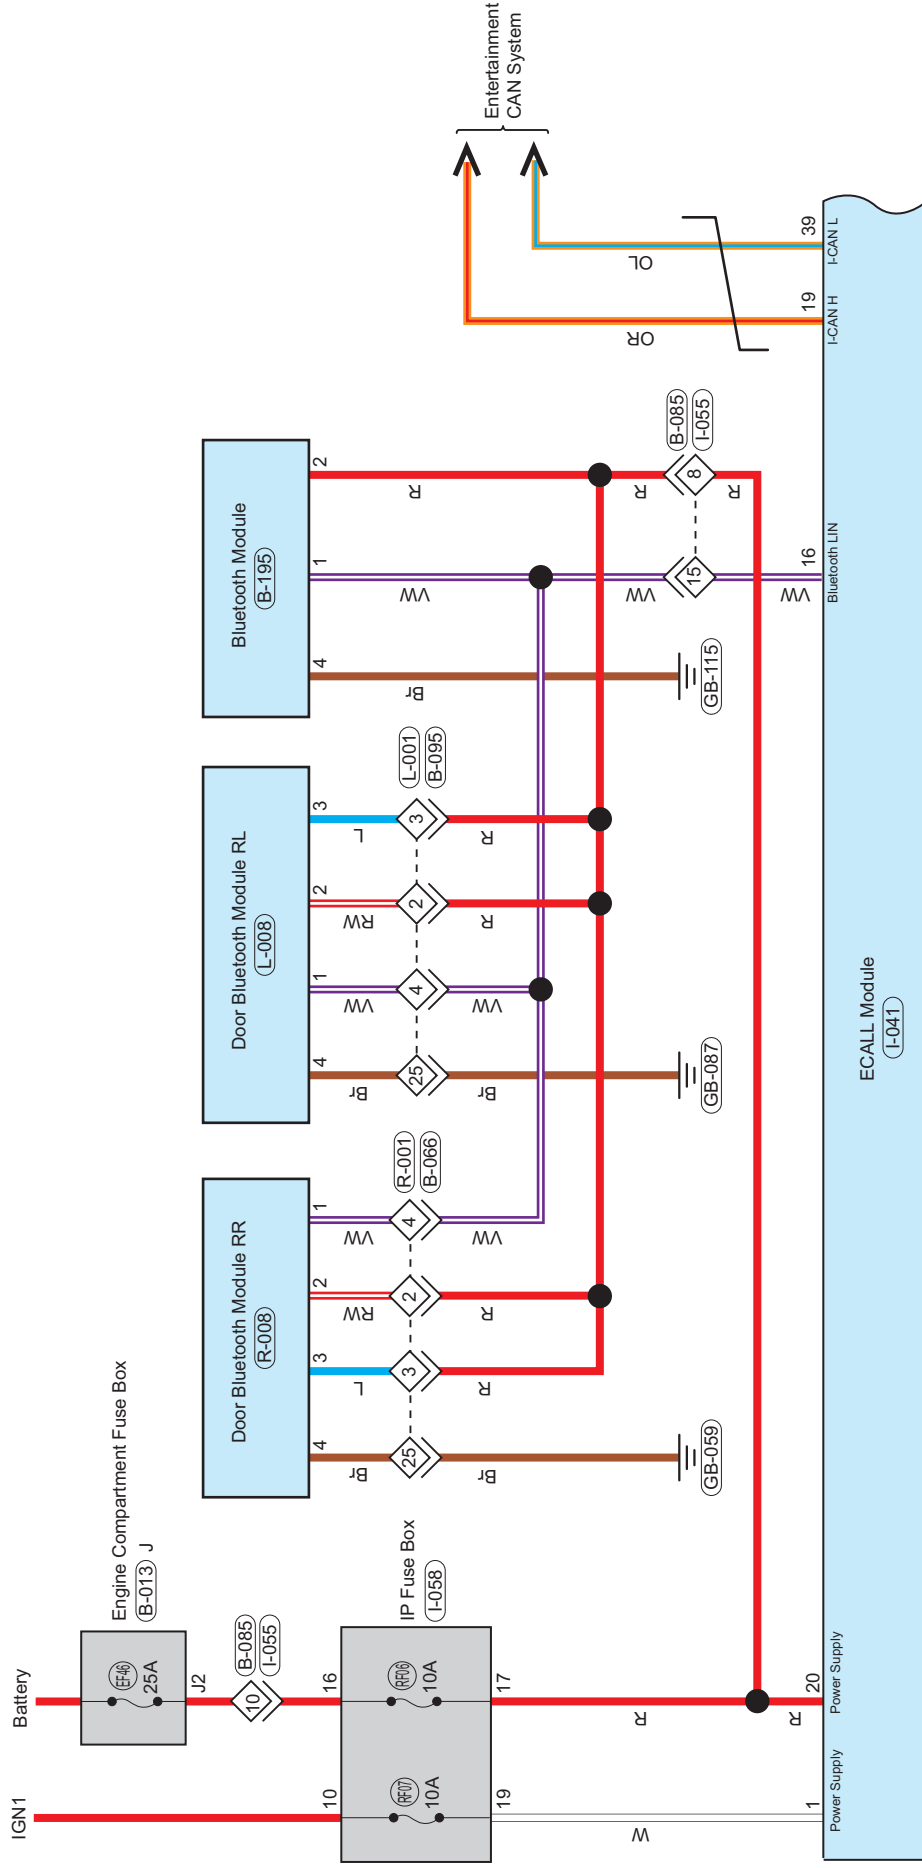 IGN1
Battery
Engine Compartment Fuse Box
B-013 J
EF46
25A
J2
B-085
I-055
10
IP Fuse Box
I-058
10
16
RF07
10A
RF06
10A
19
17
W
R
R
1
20
Power Supply
Power Supply
Door Bluetooth Module RR
R-008
4
3
2
1
Br
L
RW
VW
R-001
B-066
25
3
2
4
Br
R
R
VW
GB-059
Door Bluetooth Module RL
L-008
4
1
2
3
Br
VW
RW
L
L-001
B-095
25
4
2
3
Br
VW
R
R
GB-087
Bluetooth Module
B-195
4
1
2
Br
VW
R
GB-115
VW
R
B-085
I-055
15
8
VW
R
16
Bluetooth LIN
Entertainment
CAN System
OR
OL
19
39
I-CAN H
I-CAN L
ECALL Module
I-041